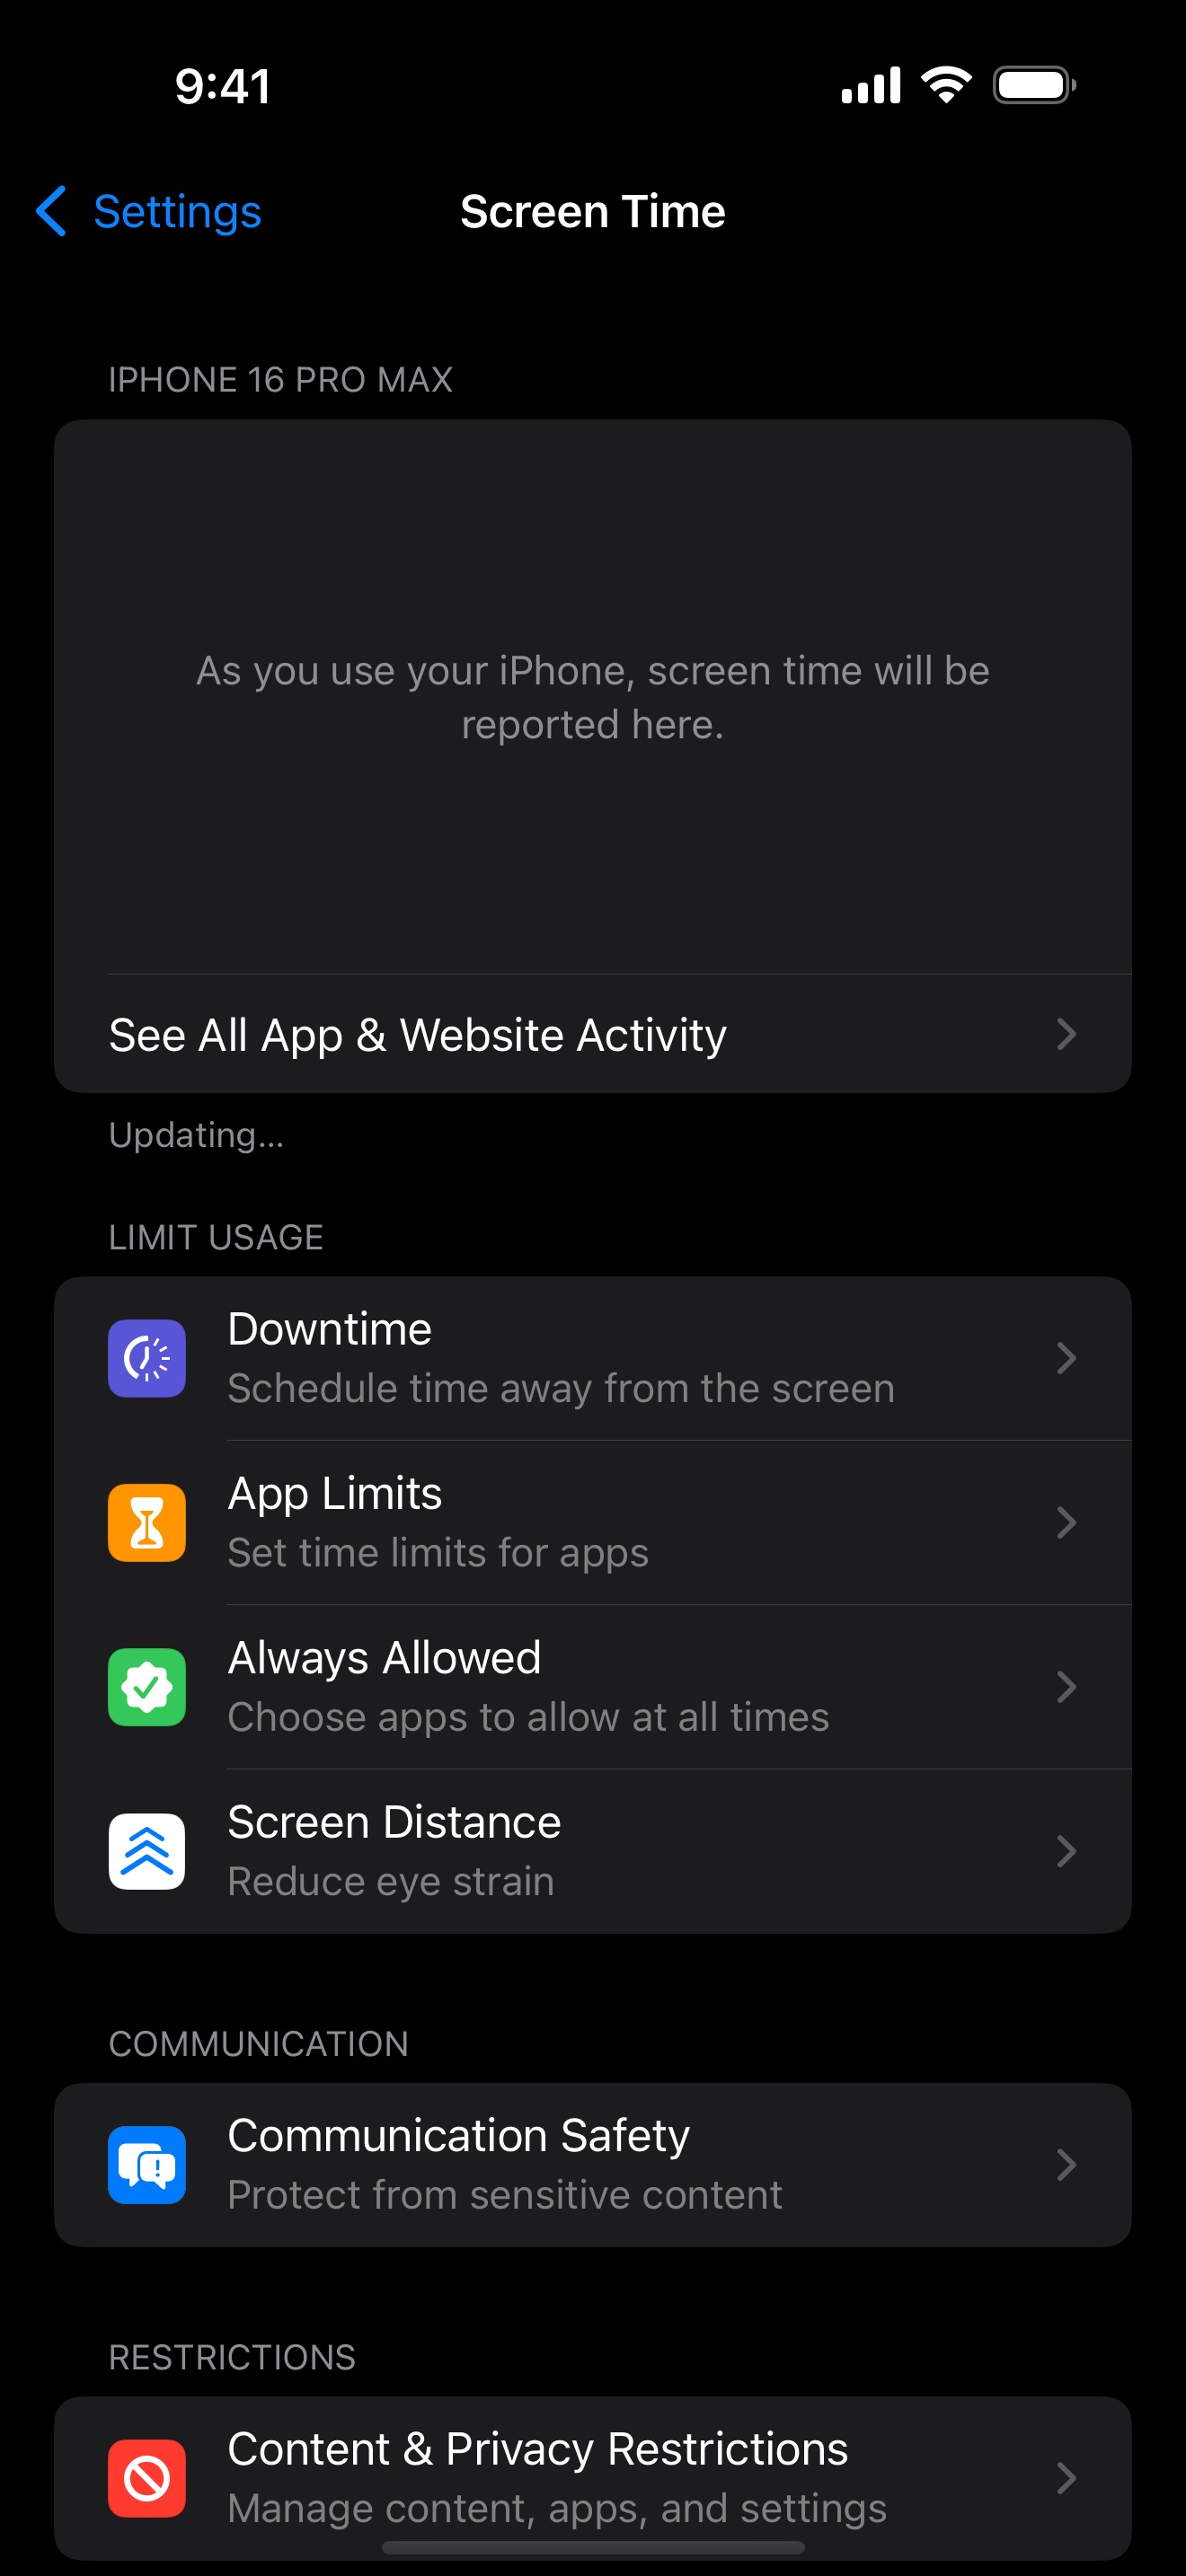 9:41
Settings
Screen Time
IPHONE 16 PRO MAX
As you use your iPhone, screen time will be
reported here.
See All App & Website Activity
Updating...
LIMIT USAGE
Downtime
Schedule time away from the screen
App Limits
Set time limits for apps
Always Allowed
Choose apps to allow at all times
Screen Distance
Reduce eye strain
COMMUNICATION
Communication Safety
Protect from sensitive content
RESTRICTIONS
Content & Privacy Restrictions
Manage content, apps, and settings